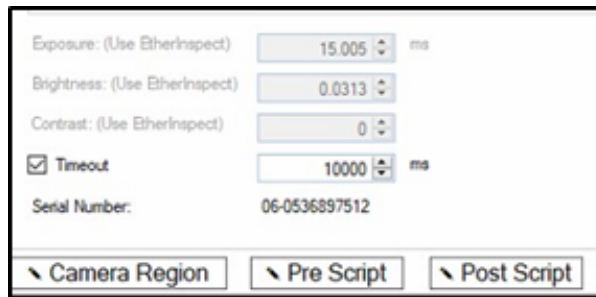 Exposure: (Use EtherInspect) 15.005 ms
Brightness: (Use EtherInspect) 0.0313
Contrast: (Use EtherInspect) 0
Timeout 10000 ms
Serial Number: 06-0536897512
Camera Region Pre Script Post Script